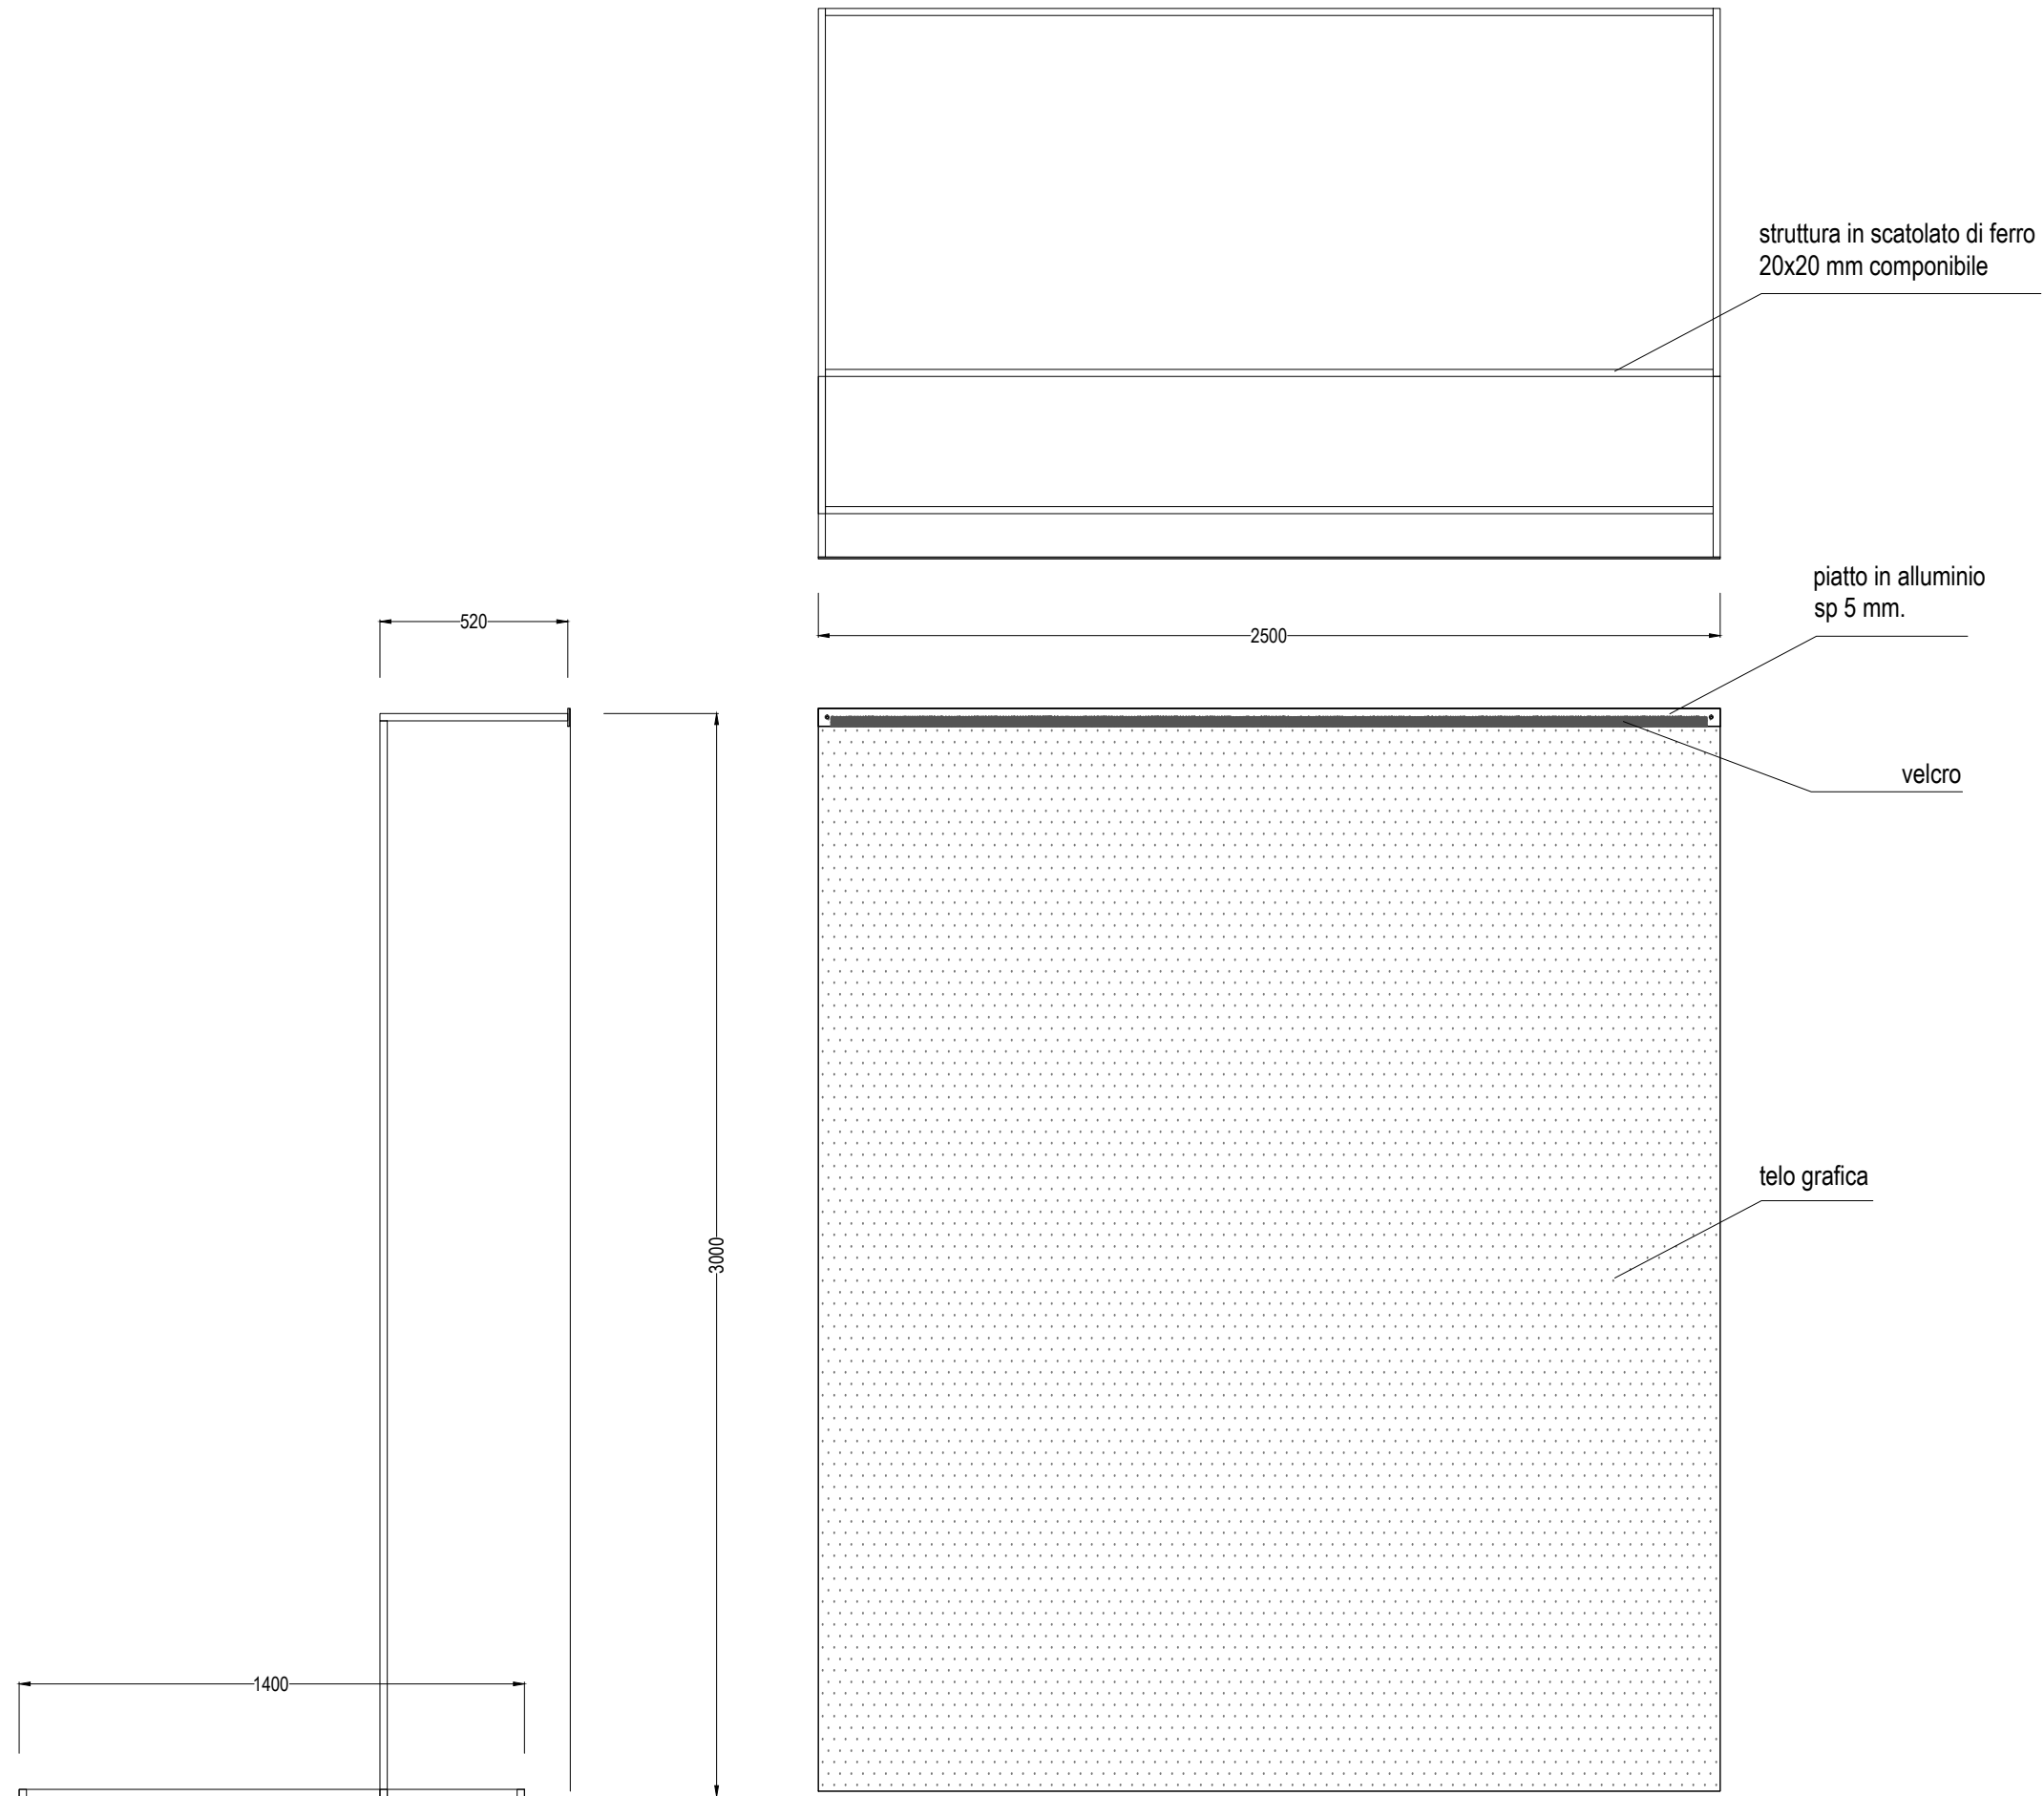 struttura in scatolato di ferro
20x20 mm componibile
piatto in alluminio
sp 5 mm.
520
2500
velcro
telo grafica
3000
1400